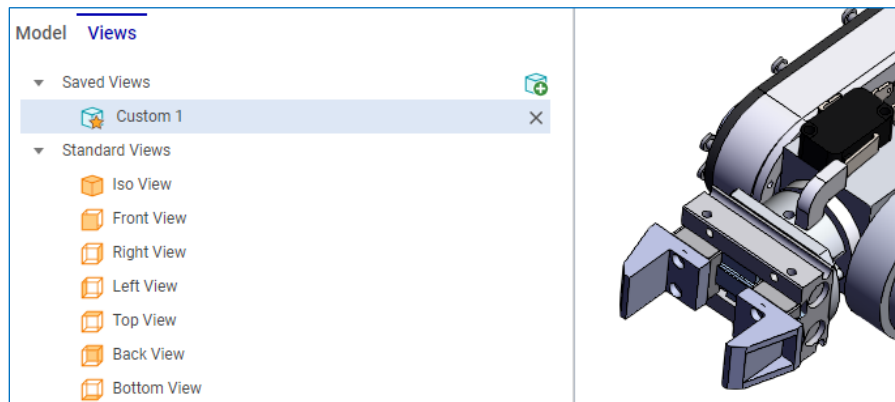 Model Views
Saved Views
Custom 1
Standard Views
Iso View
Front View
Right View
Left View
Top View
Back View
Bottom View